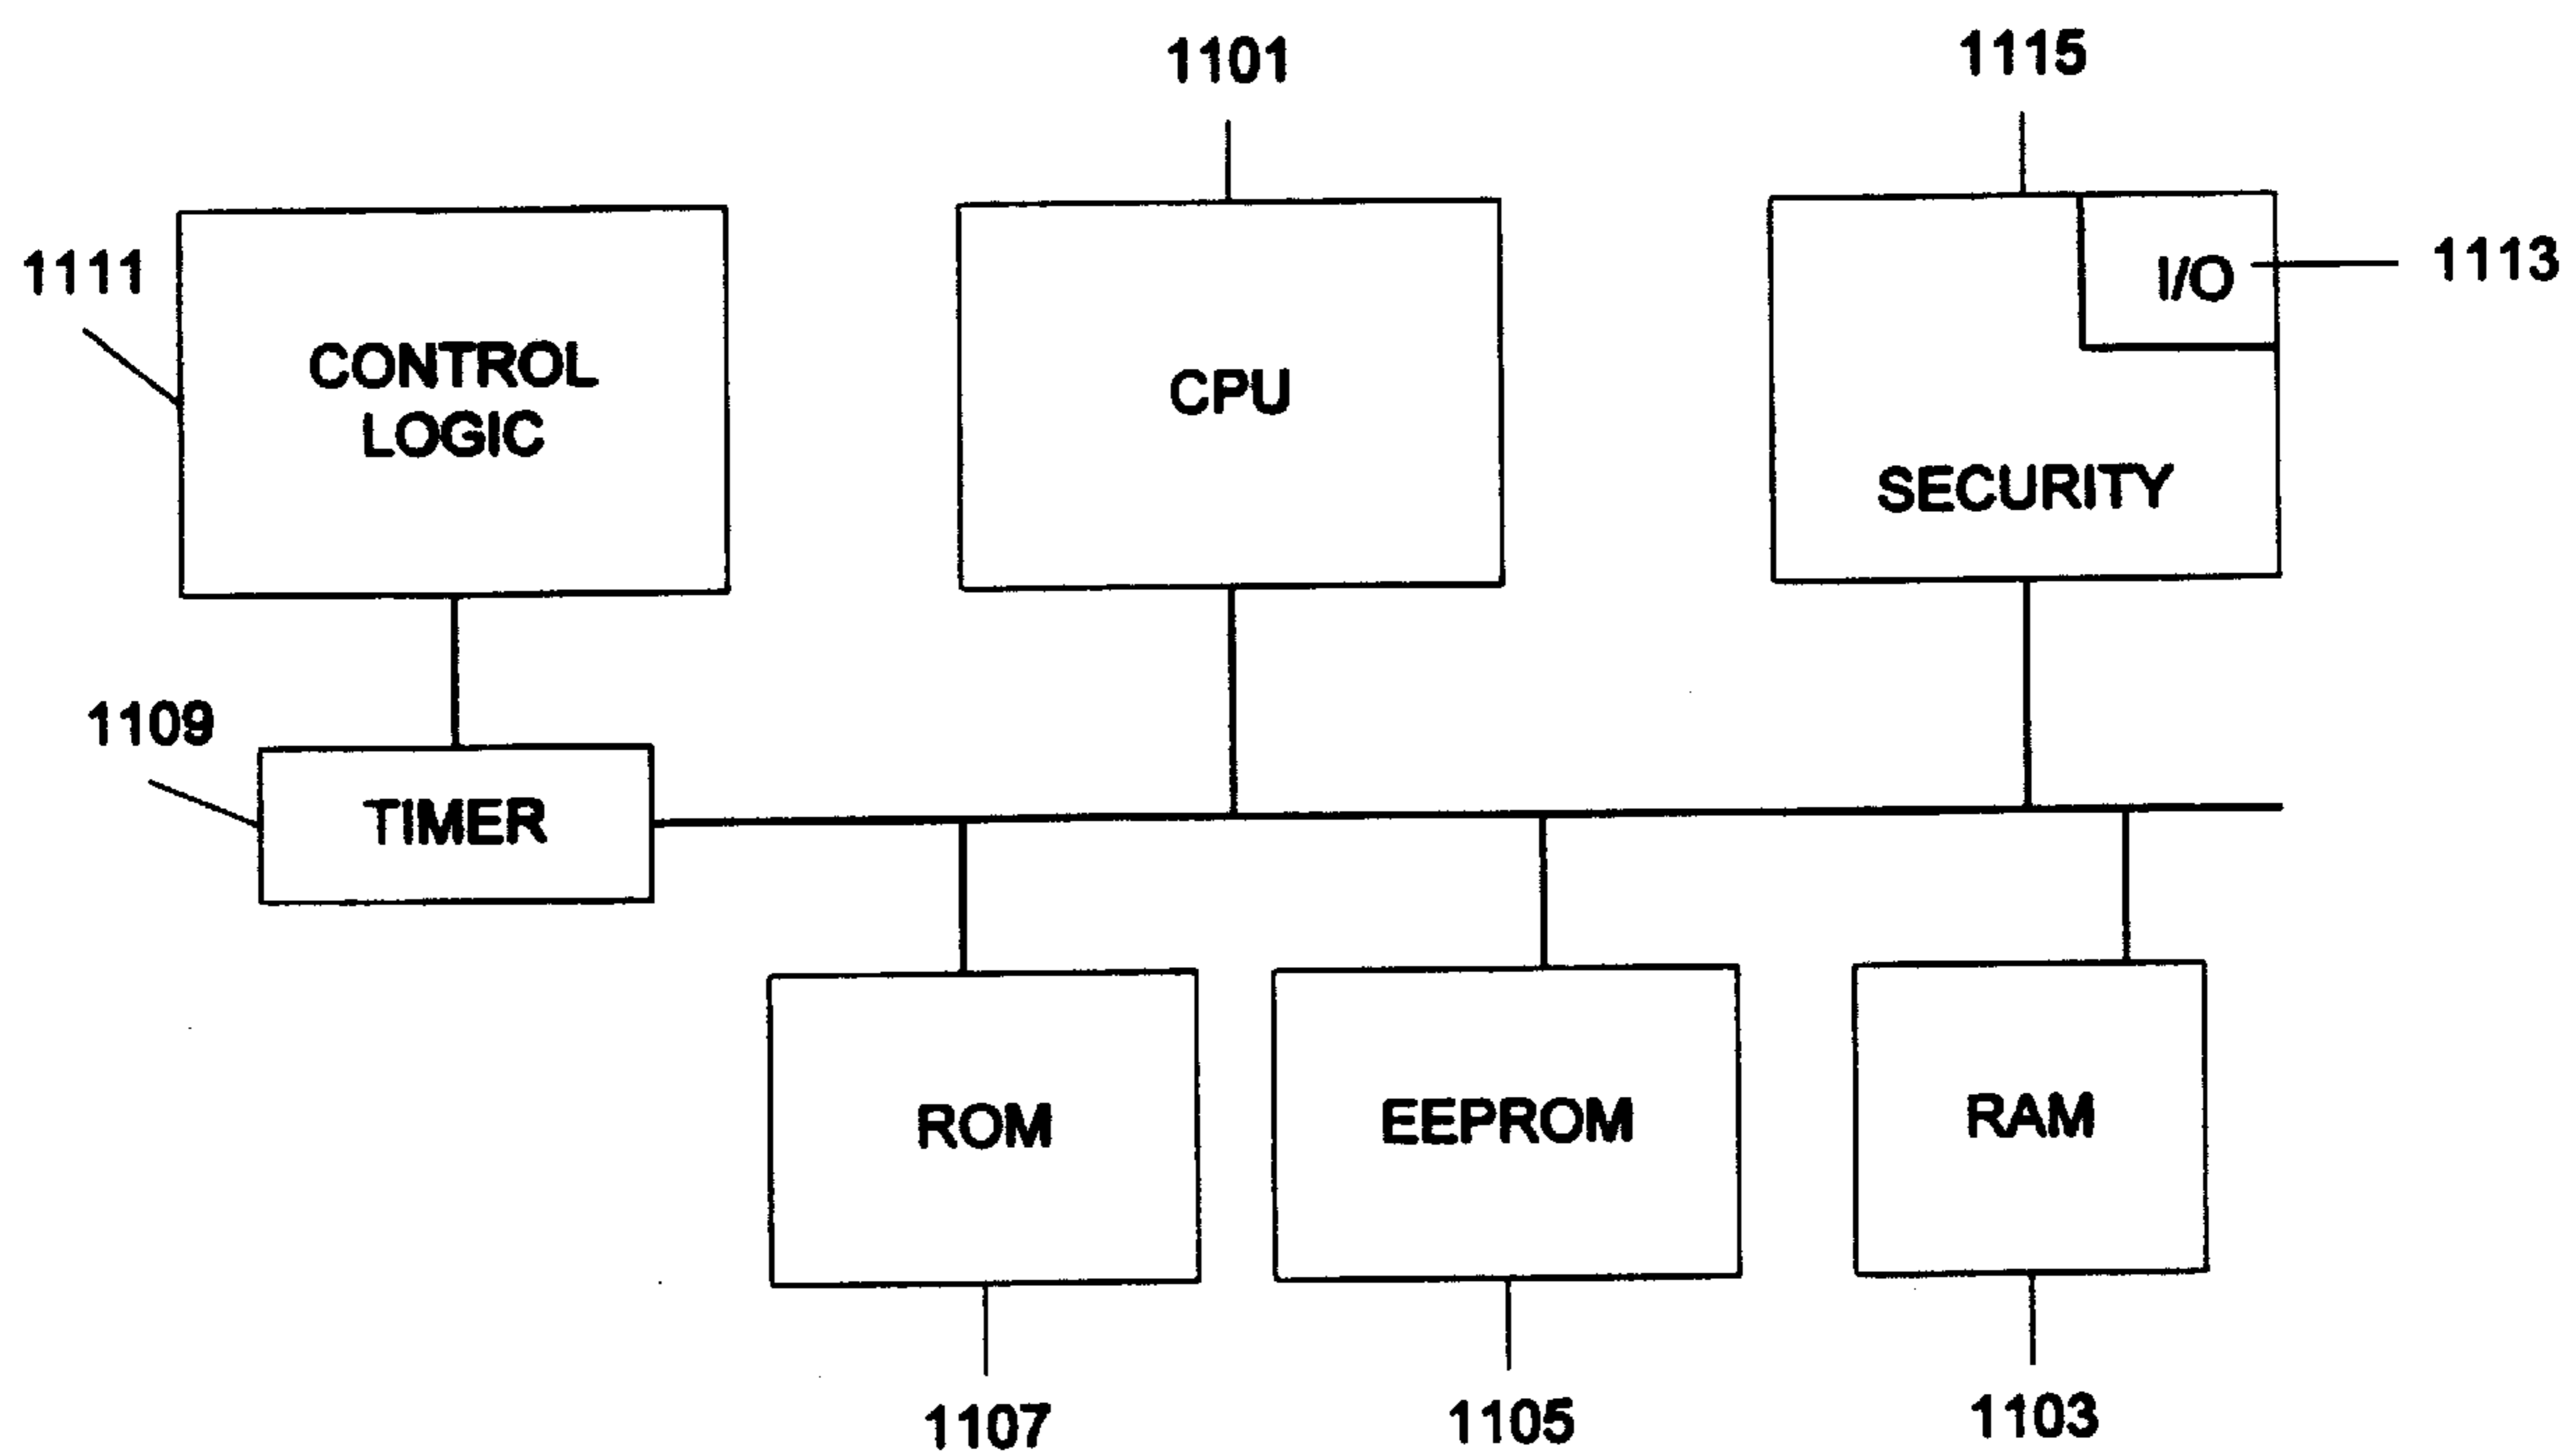 1101
1115
1111
I/O
1113
CONTROL
LOGIC
CPU
SECURITY
1109
TIMER
ROM
EEPROM
RAM
1107
1105
1103